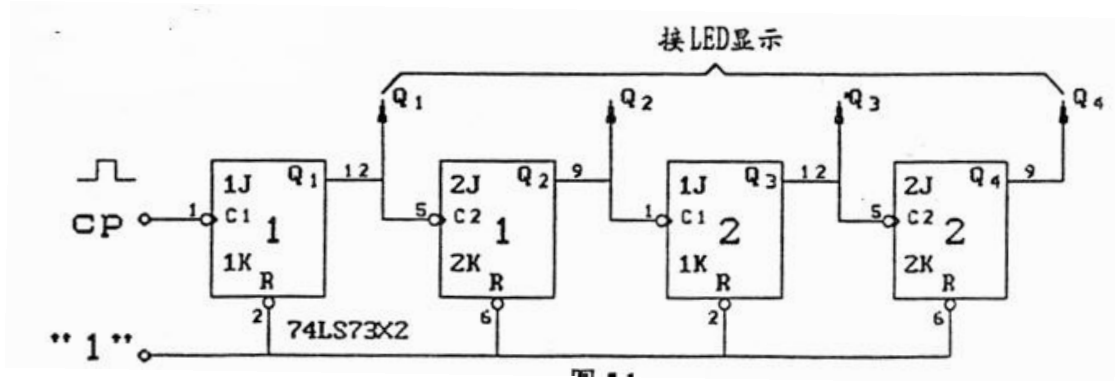 接LED显示
Q1 Q2 Q3 Q4
1J Q1 12 2J Q2 9 1J Q3 12 2J Q4 9
CP 1 C1 1 5 C2 1 1 C1 2 5 C2 2
1K R 2K R 1K R 2K R
2 74LS73X2 6 2 6
"1"